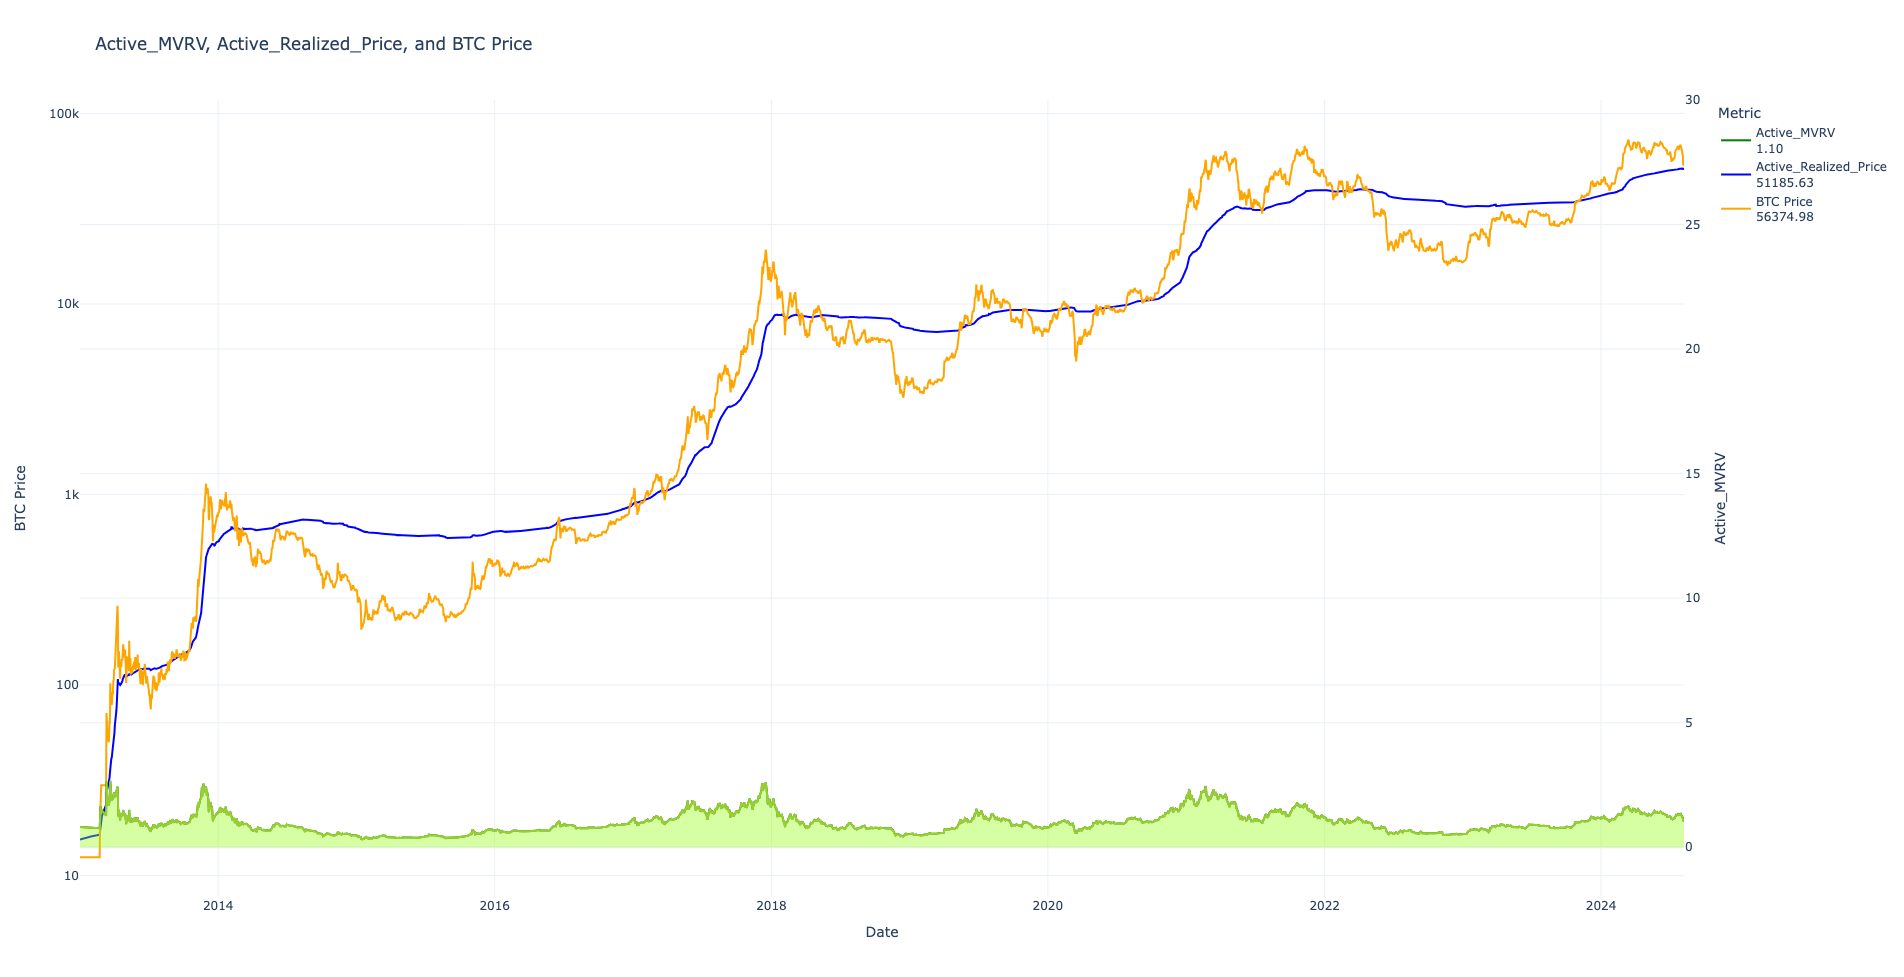 Active_MVRV, Active_Realized_Price, and BTC Price
100k
10k
1k
100
10
BTC Price
2014
2016
2018
2020
2022
2024
Date
30
25
20
15
10
5
0
Active_MVRV
Metric
Active_MVRV
1.10
Active_Realized_Price
51185.63
BTC Price
56374.98